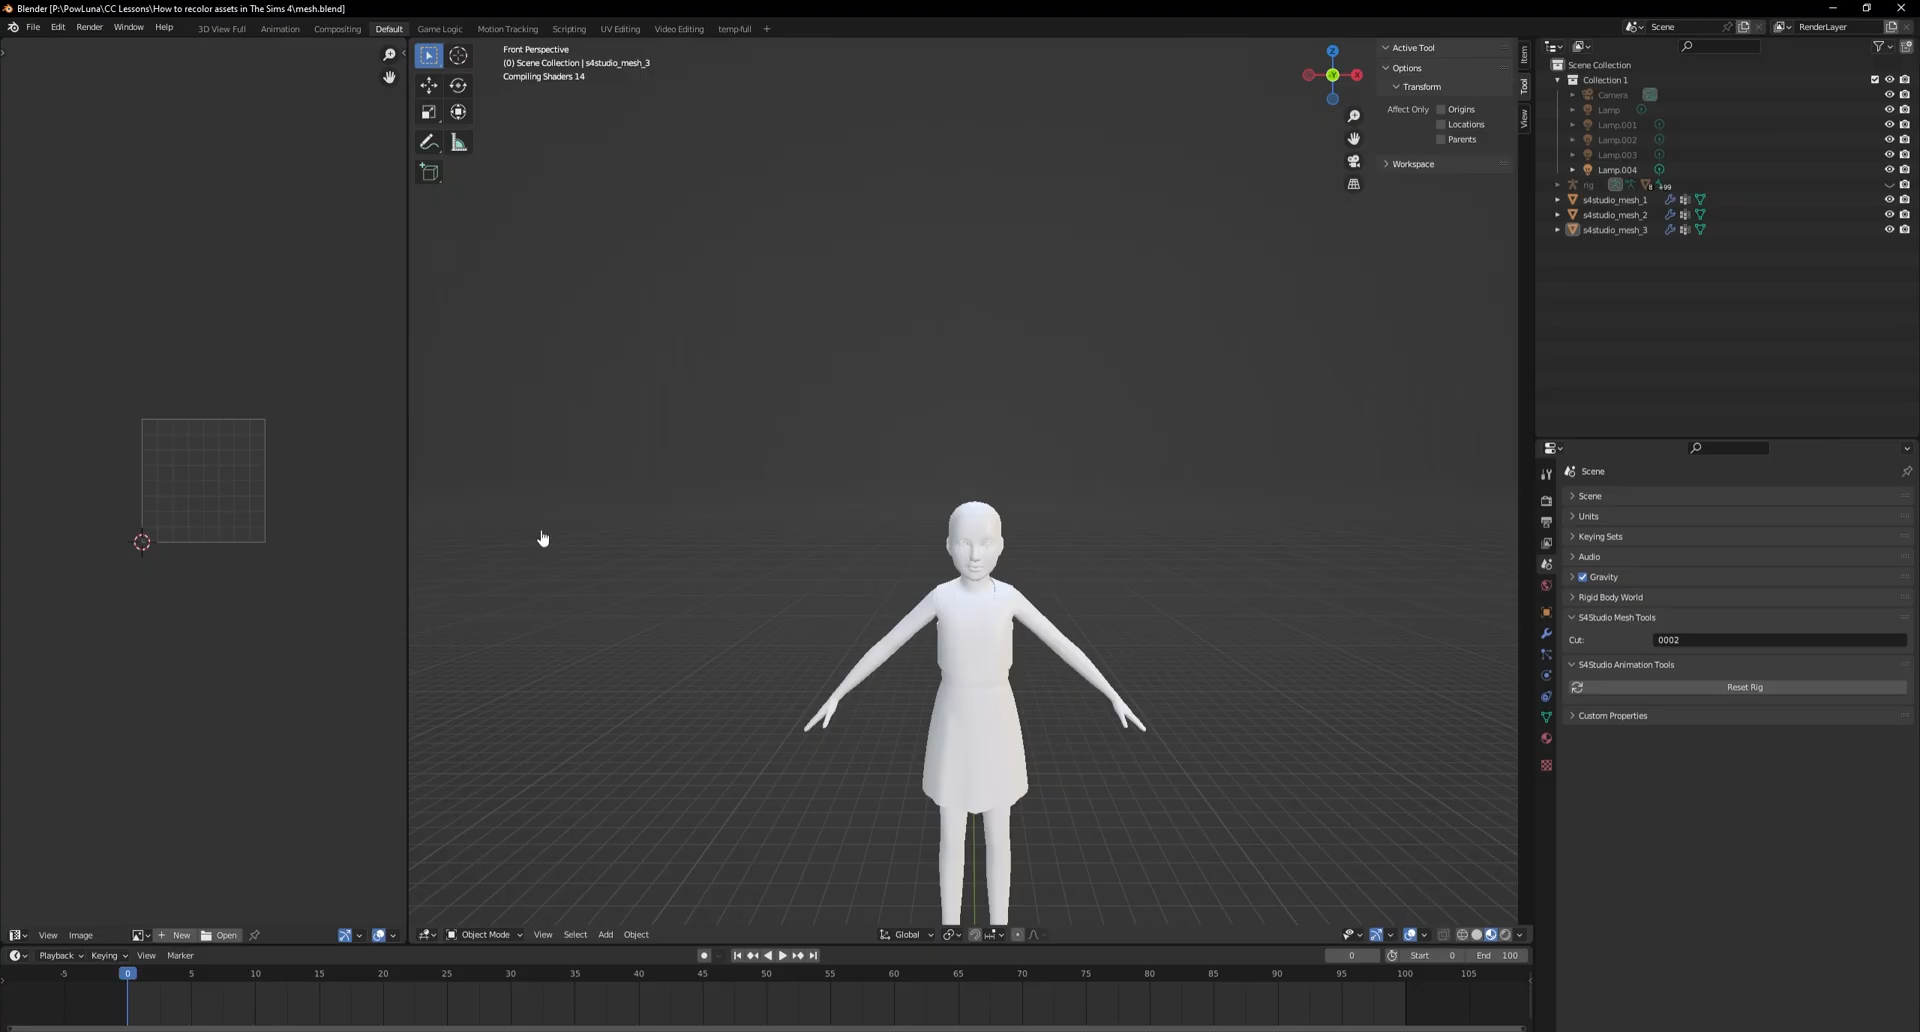 Blender [P:\PowLuna\CC Lessons\How to recolor assets in The Sims 4\mesh.blend]
File Edit Render Window Help 3D View Full Animation Compositing Default Game Logic Motion Tracking Scripting UV Editing Video Editing temp-full + Scene RenderLayer
Front Perspective
(0) Scene Collection | s4studio_mesh_3
Compiling Shaders 14
Z
Y
X
Active Tool
Options
Transform
Affect Only Origins
Locations
Parents
Workspace
Item
Tool
View
Scene Collection
Collection 1
Camera
Lamp
Lamp.001
Lamp.002
Lamp.003
Lamp.004
rig 8 +99
s4studio_mesh_1
s4studio_mesh_2
s4studio_mesh_3
Scene
Scene
Units
Keying Sets
Audio
Gravity
Rigid Body World
S4Studio Mesh Tools
Cut: 0002
S4Studio Animation Tools
Reset Rig
Custom Properties
View Image + New Open
Object Mode View Select Add Object Global
Playback Keying View Marker 0 Start 0 End 100
-5 0 5 10 15 20 25 30 35 40 45 50 55 60 65 70 75 80 85 90 95 100 105